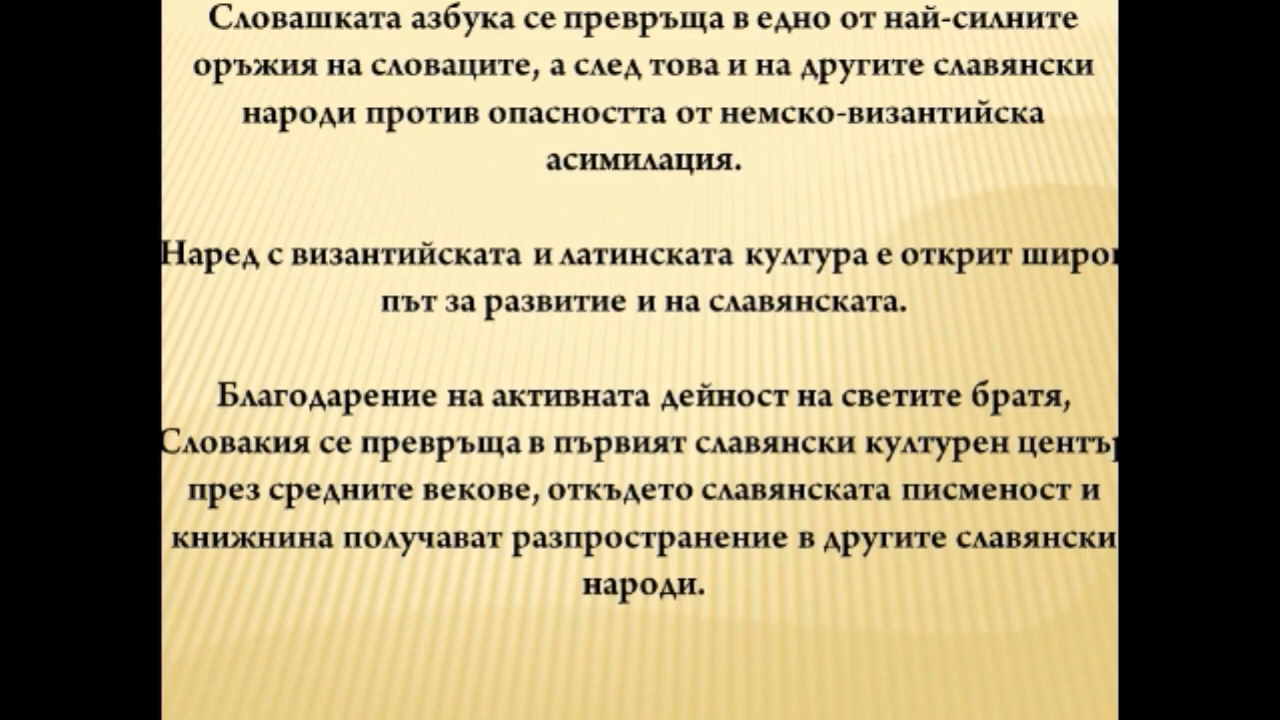 Словашката азбука се превръща в едно от най-силните
оръжия на словаците, а след това и на другите славянски
народи против опасността от немско-византийска
асимилация.
Наред с византийската и латинската култура е открит
път за развитие и на славянската.
Благодарение на активната дейност на светите братя,
Словакия се превръща в първият славянски културен
през средните векове, откъдето славянската писменост и
книжнина получават разпространение в другите славянски
народи.